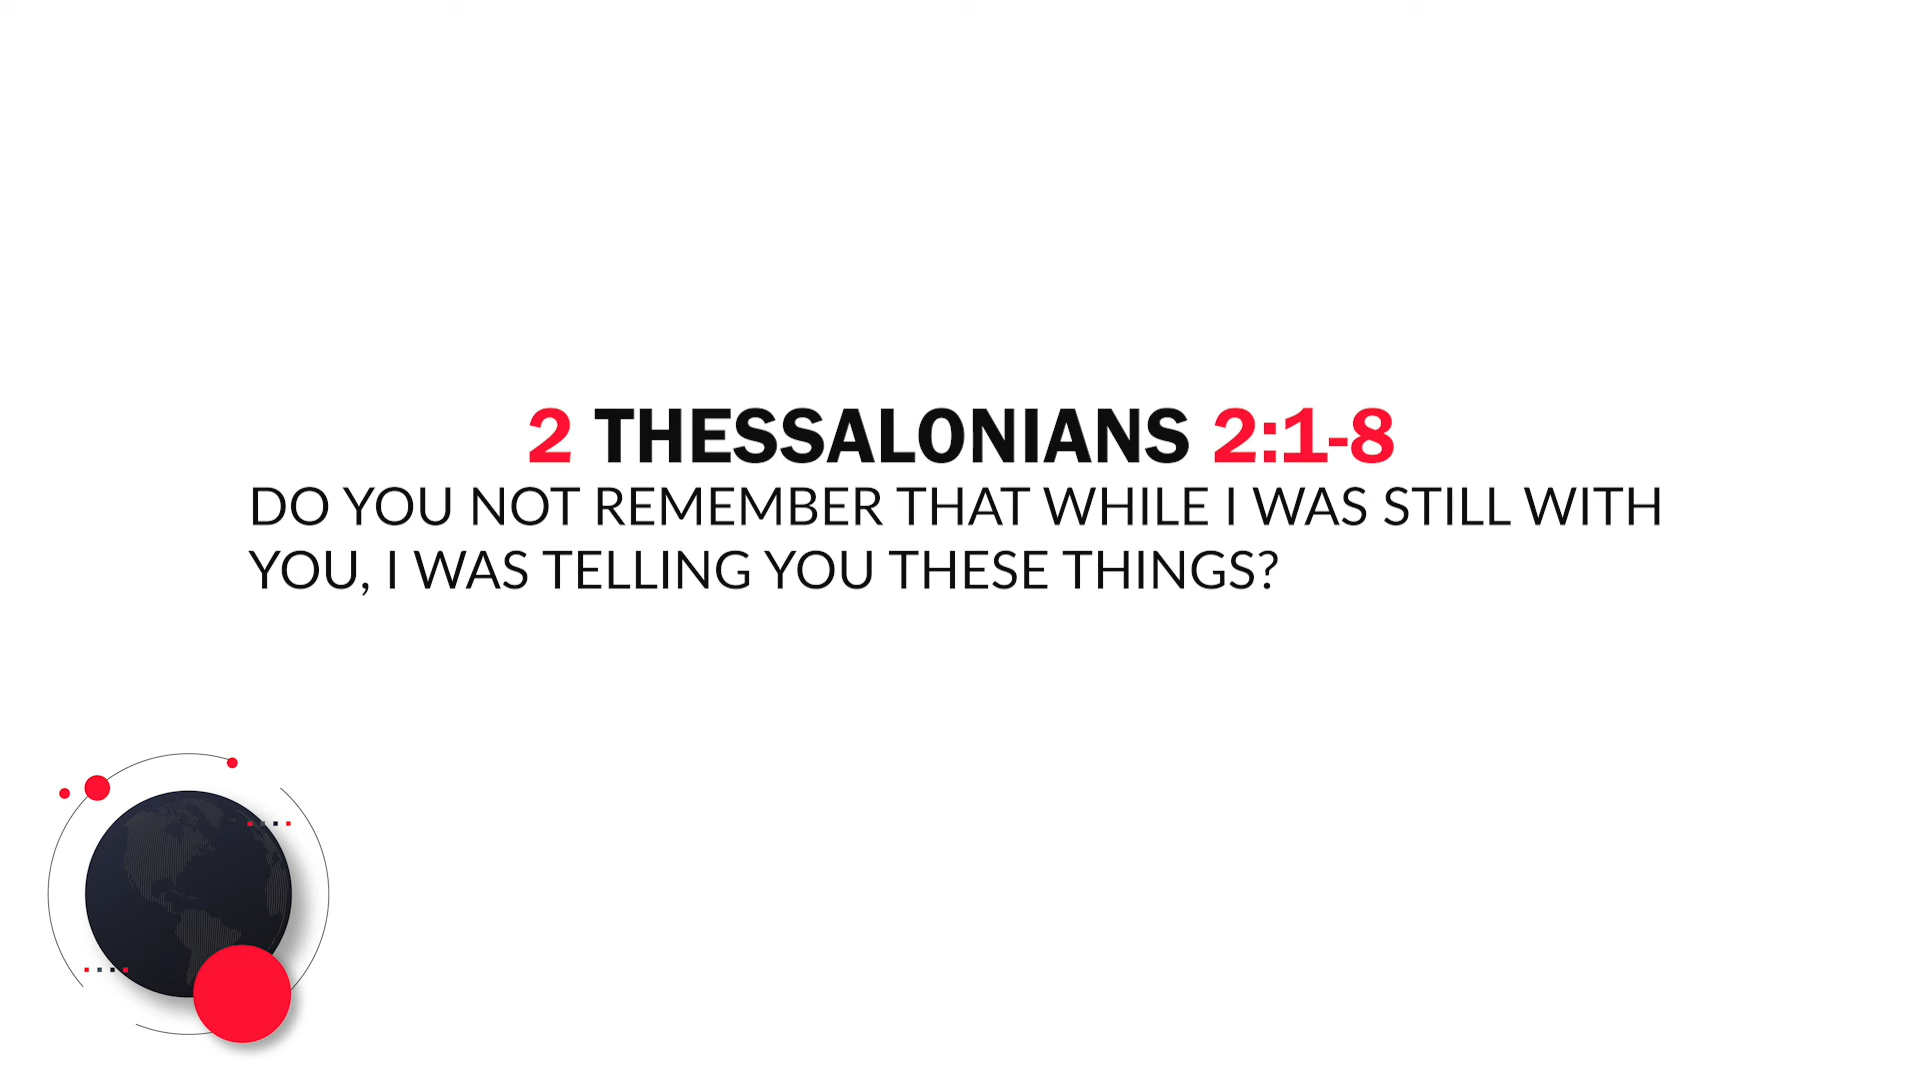 2 THESSALONIANS 2:1-8
DO YOU NOT REMEMBER THAT WHILE I WAS STILL WITH
YOU, I WAS TELLING YOU THESE THINGS?